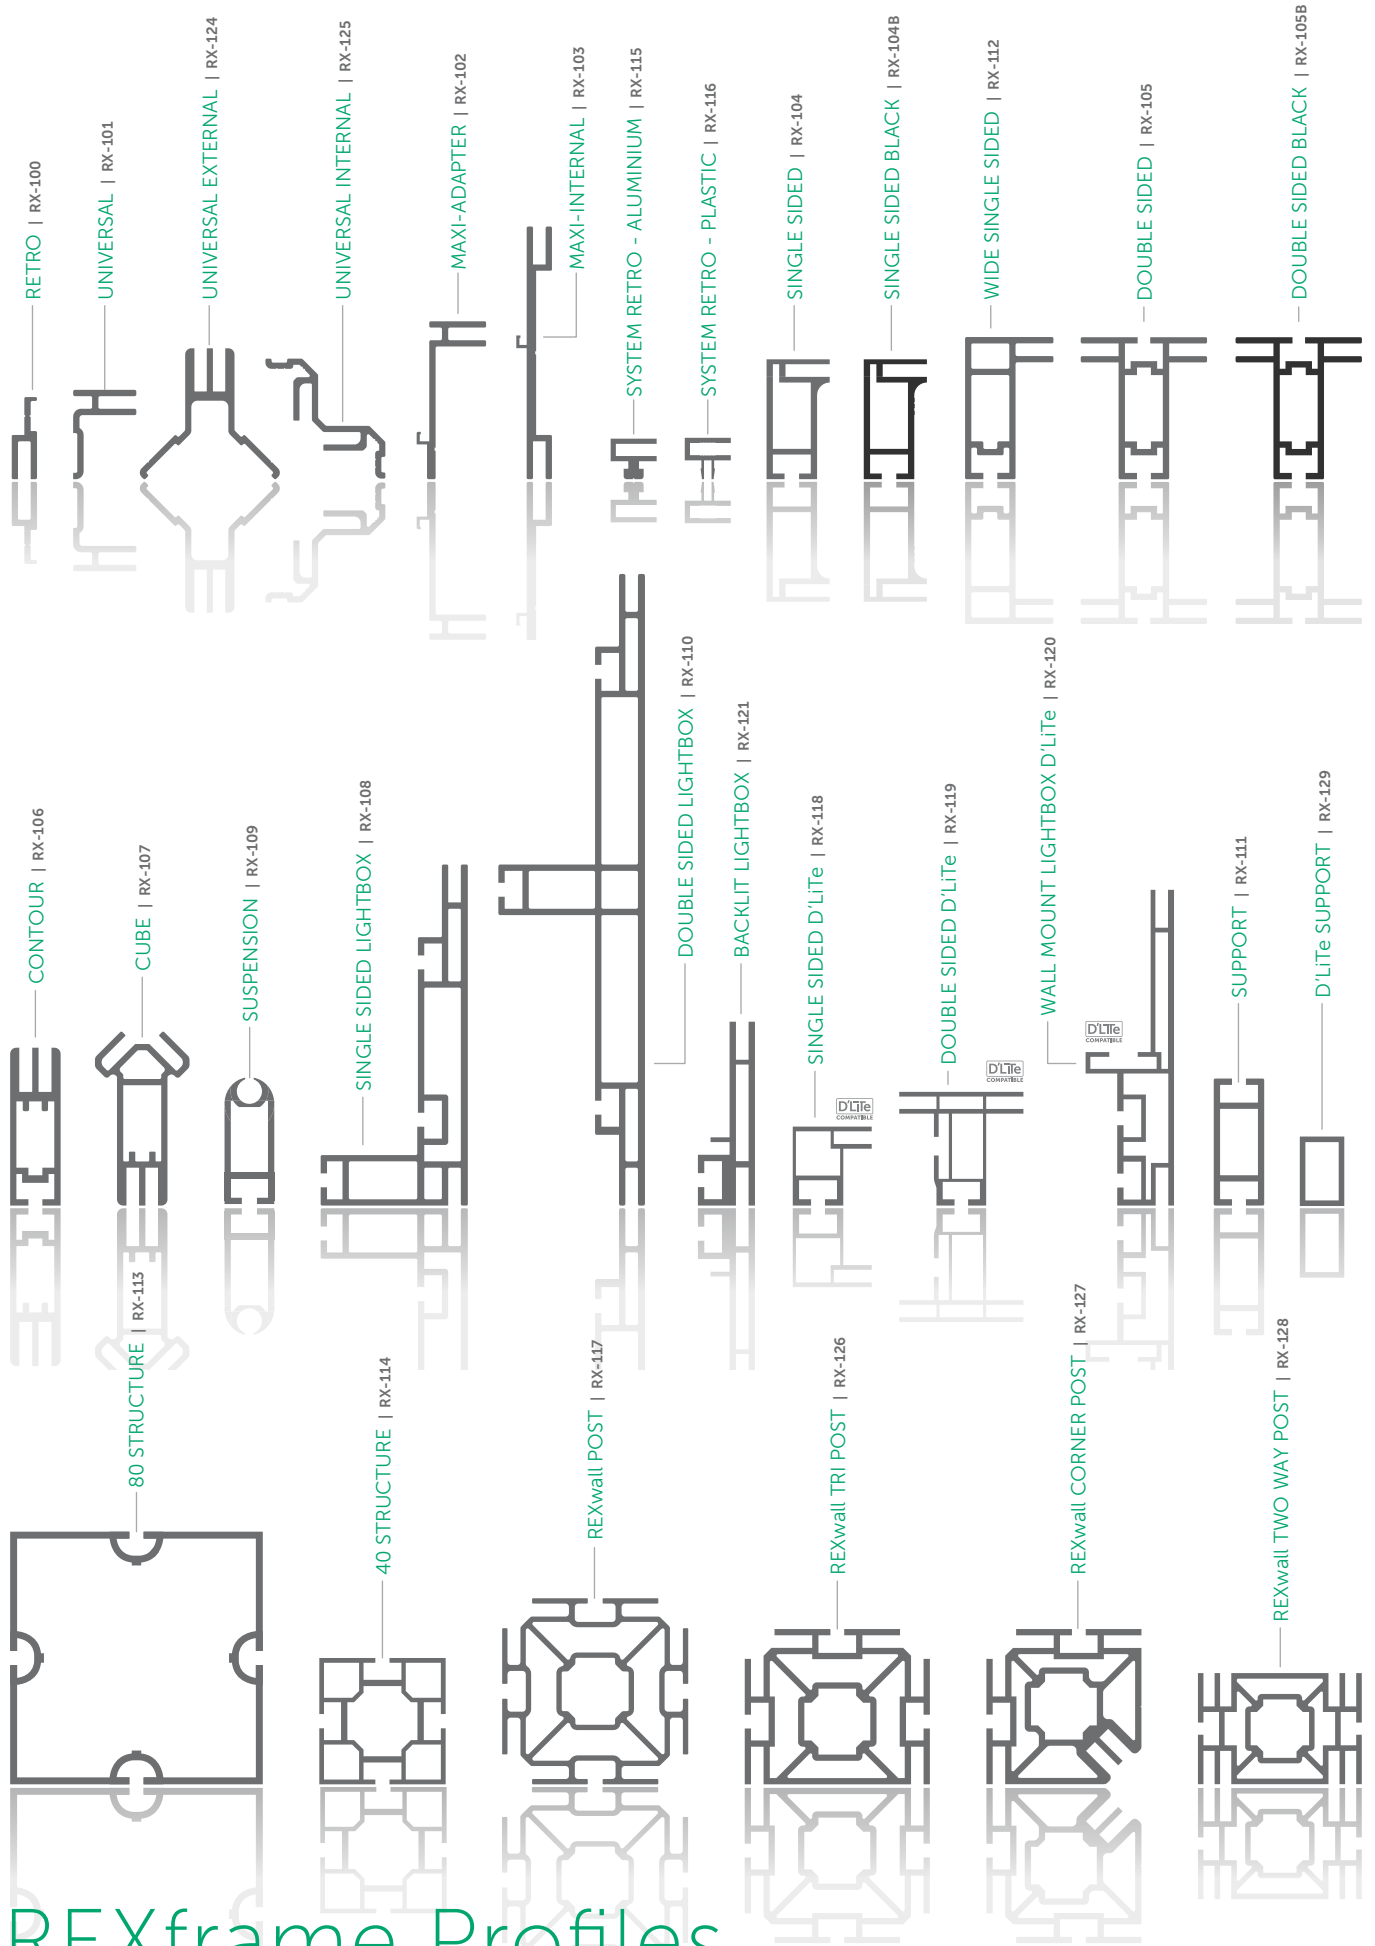 RETRO | RX-100
UNIVERSAL | RX-101
UNIVERSAL EXTERNAL | RX-124
UNIVERSAL INTERNAL | RX-125
MAXI-ADAPTER | RX-102
MAXI-INTERNAL | RX-103
SYSTEM RETRO - ALUMINIUM | RX-115
SYSTEM RETRO - PLASTIC | RX-116
SINGLE SIDED | RX-104
SINGLE SIDED BLACK | RX-104B
WIDE SINGLE SIDED | RX-112
DOUBLE SIDED | RX-105
DOUBLE SIDED BLACK | RX-105B
CONTOUR | RX-106
CUBE | RX-107
SUSPENSION | RX-109
SINGLE SIDED LIGHTBOX | RX-108
DOUBLE SIDED LIGHTBOX | RX-110
BACKLIT LIGHTBOX | RX-121
SINGLE SIDED D'LiTe | RX-118
D'LiTe
COMPATIBLE
DOUBLE SIDED D'LiTe | RX-119
D'LiTe
COMPATIBLE
WALL MOUNT LIGHTBOX D'LiTe | RX-120
D'LiTe
COMPATIBLE
SUPPORT | RX-111
D'LiTe SUPPORT | RX-129
80 STRUCTURE | RX-113
40 STRUCTURE | RX-114
REXwall POST | RX-117
REXwall TRI POST | RX-126
REXwall CORNER POST | RX-127
REXwall TWO WAY POST | RX-128
REXframe Profiles